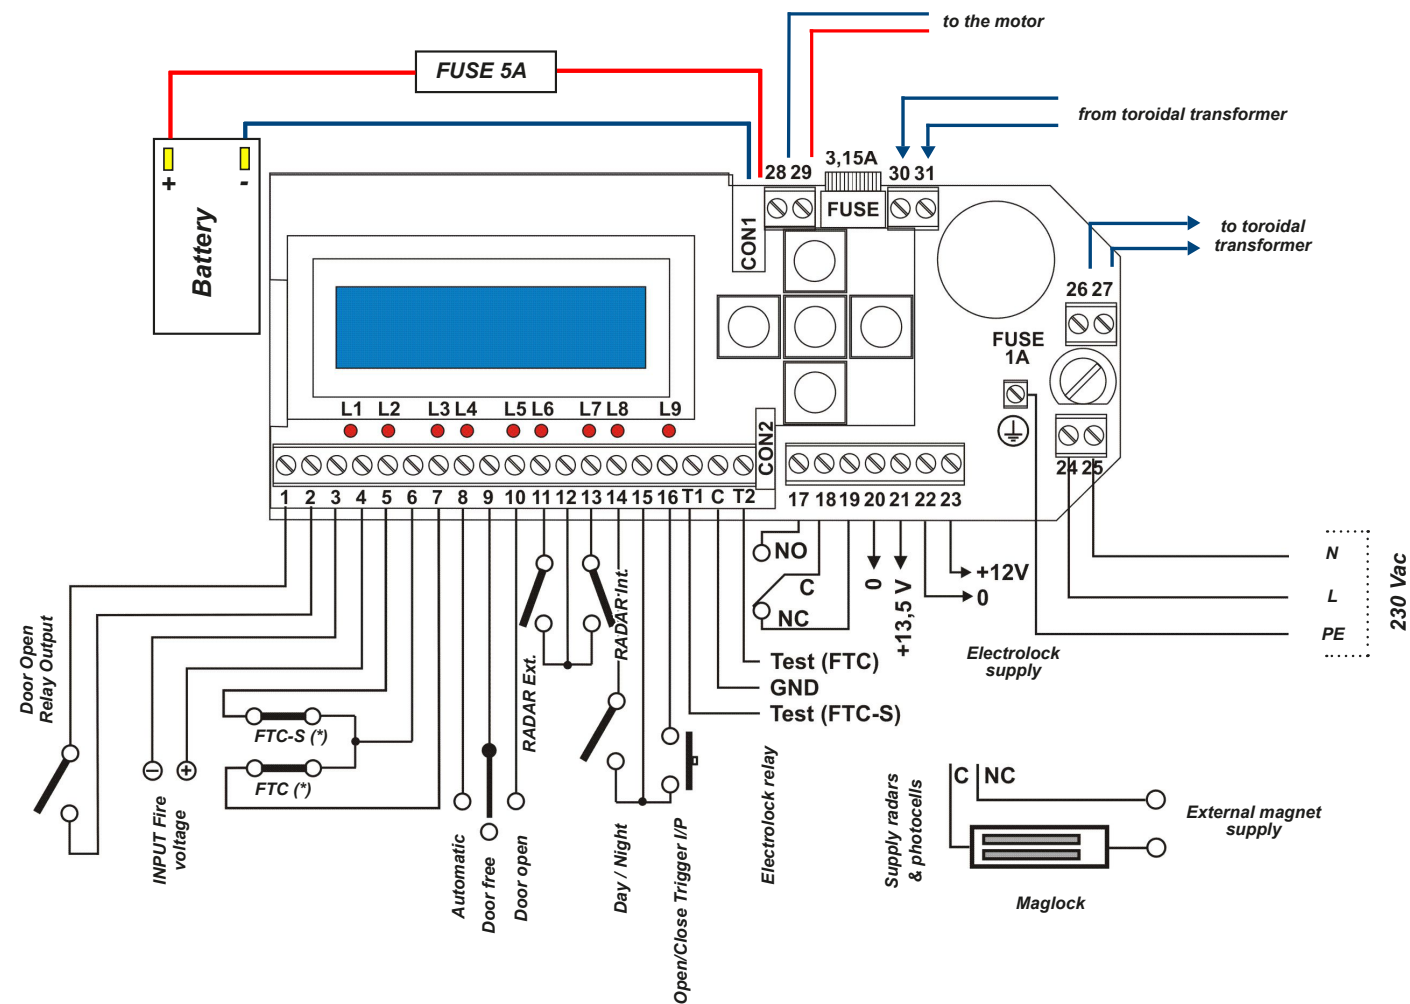 to the motor
FUSE 5A
from toroidal transformer
3,15A
28 29
30 31
+
-
Battery
CON1
FUSE
to toroidal
transformer
26 27
FUSE
1A
L1 L2 L3 L4 L5 L6 L7 L8 L9
CON2
24 25
1 2 3 4 5 6 7 8 9 10 11 12 13 14 15 16 T1 C T2
17 18 19 20 21 22 23
NO
C
NC
0
+13,5 V
+12V
0
N
L
PE
230 Vac
Electrolock
supply
Test (FTC)
GND
Test (FTC-S)
Door Open
Relay Output
INPUT Fire
voltage
FTC-S (*)
FTC (*)
Automatic
Door free
Door open
RADAR Ext.
RADAR Int.
Day / Night
Open/Close Trigger I/P
Electrolock relay
Supply radars
& photocells
C NC
External magnet
supply
Maglock